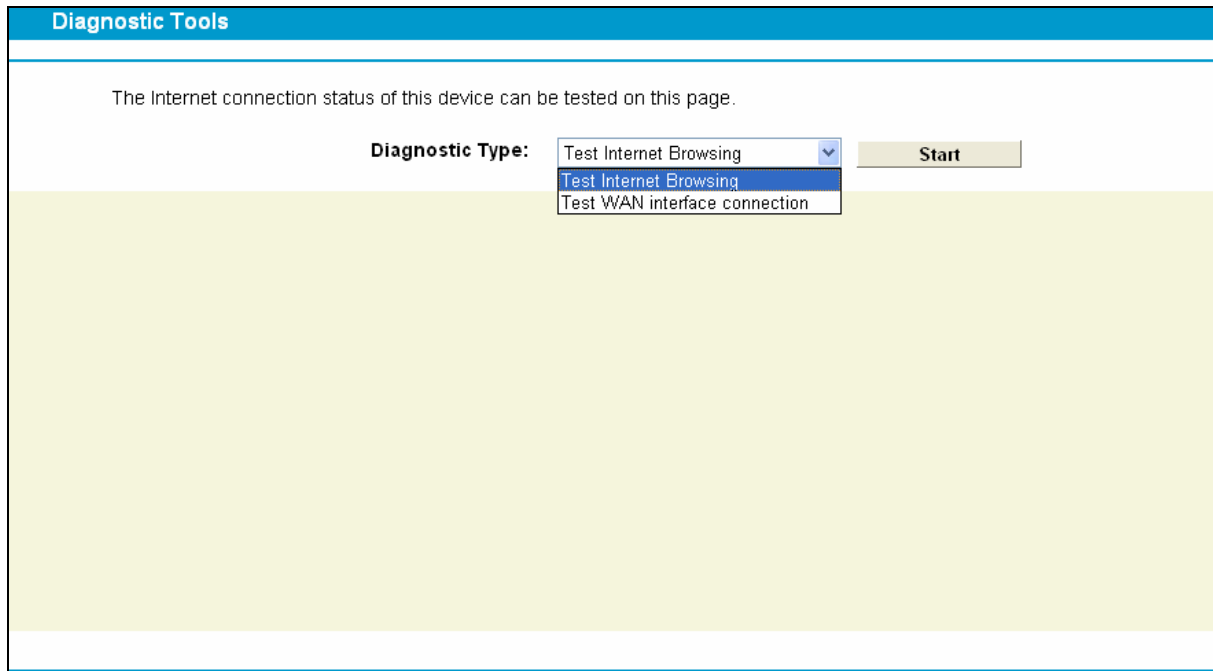 Diagnostic Tools
The Internet connection status of this device can be tested on this page.
Diagnostic Type: Test Internet Browsing Start
Test Internet Browsing
Test WAN interface connection